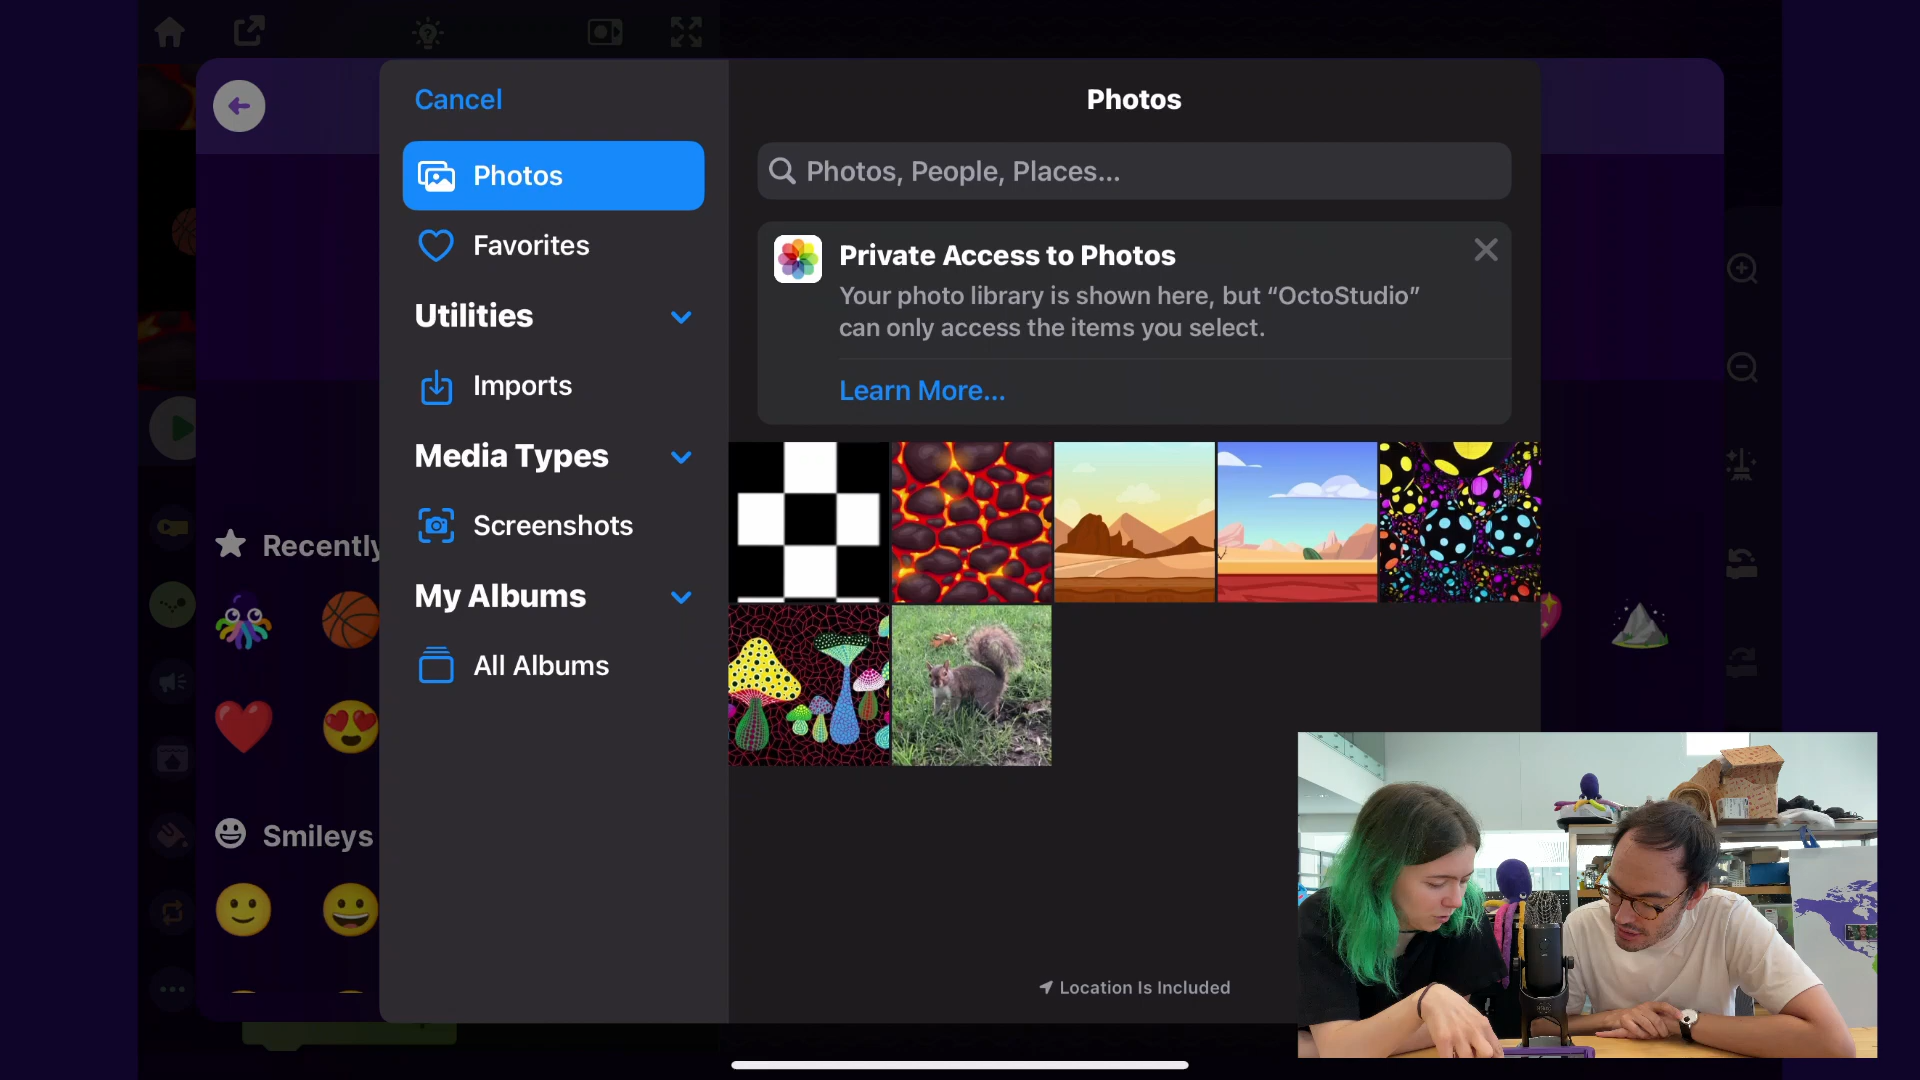 Cancel
Photos
Favorites
Utilities
Imports
Media Types
Screenshots
My Albums
All Albums
Photos
Photos, People, Places...
Private Access to Photos
Your photo library is shown here, but “OctoStudio”
can only access the items you select.
Learn More...
Location Is Included
Recently
Smileys